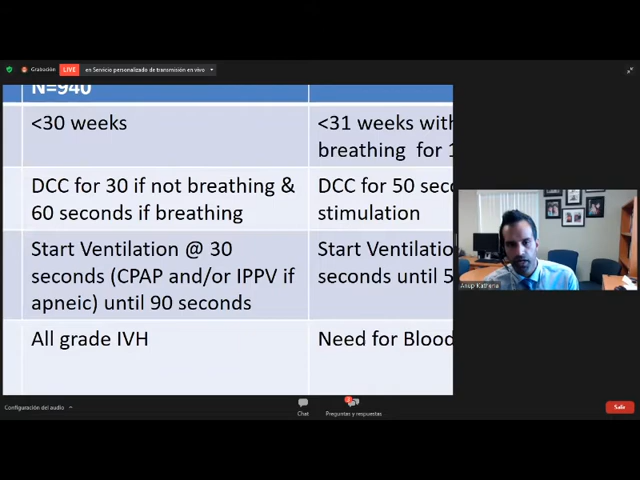 Grabación
LIVE
en Servicio personalizado de transmisión en vivo
N=940
<30 weeks
<31 weeks with
breathing for 1
DCC for 30 if not breathing &
60 seconds if breathing
DCC for 50 sec
stimulation
Start Ventilation @ 30
seconds (CPAP and/or IPPV if
apneic) until 90 seconds
Start Ventilatio
seconds until 5
All grade IVH
Need for Blood
Anup Katheria
Configuración del audio
Chat
Preguntas y respuestas
Salir